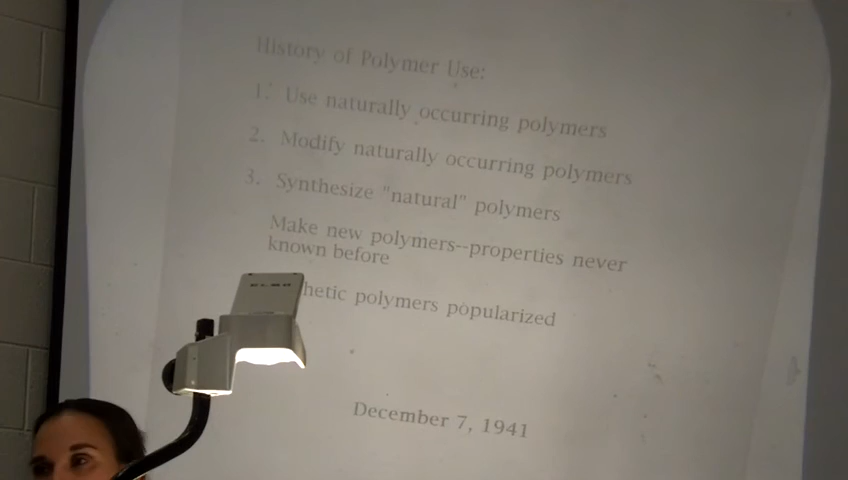 History of Polymer Use:
1. Use naturally occurring polymers
2. Modify naturally occurring polymers
3. Synthesize "natural" polymers
Make new polymers--properties never
known before
polymers popularized
December 7, 1941